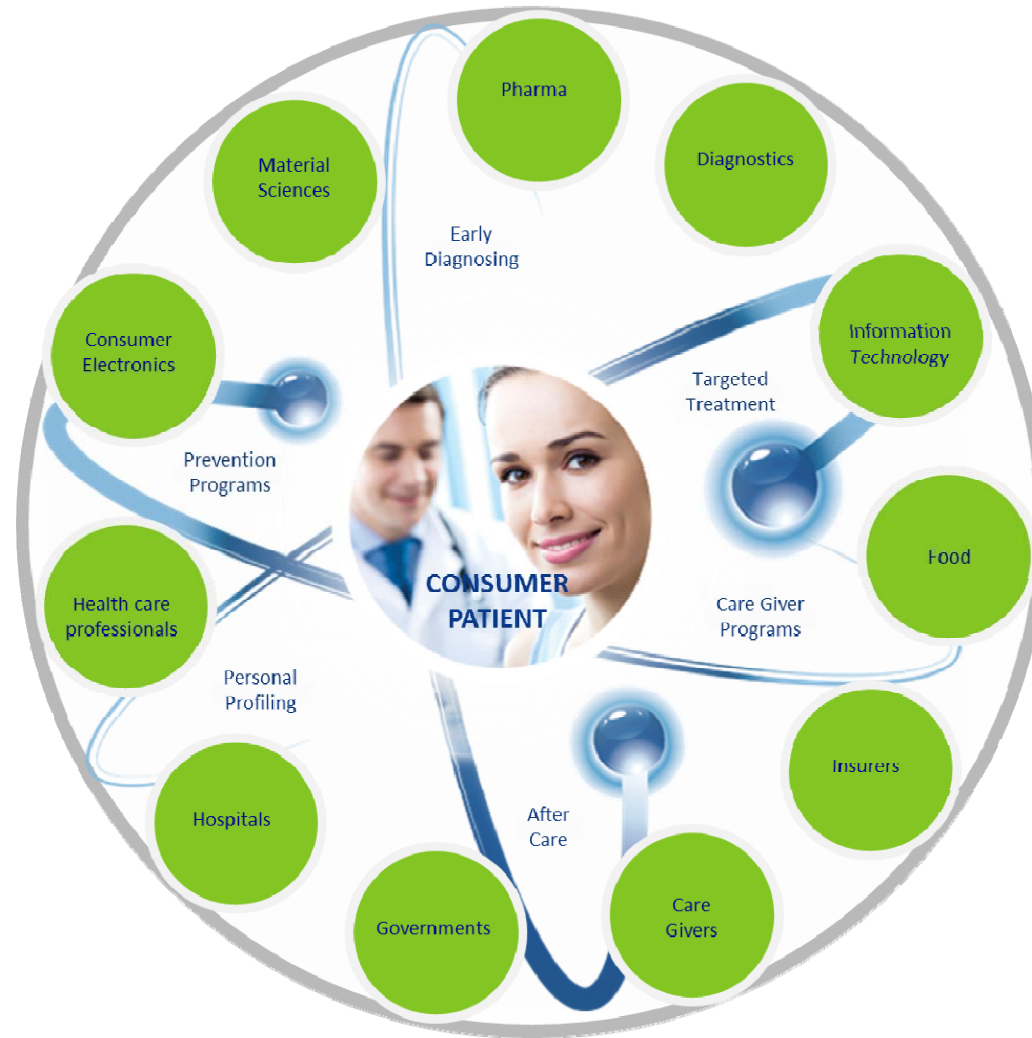 Pharma
Diagnostics
Material
Sciences
Early
Diagnosing
Consumer
Electronics
Information
Technology
Targeted
Treatment
Prevention
Programs
CONSUMER
PATIENT
Food
Health care
professionals
Care Giver
Programs
Personal
Profiling
Insurers
Hospitals
After
Care
Governments
Care
Givers